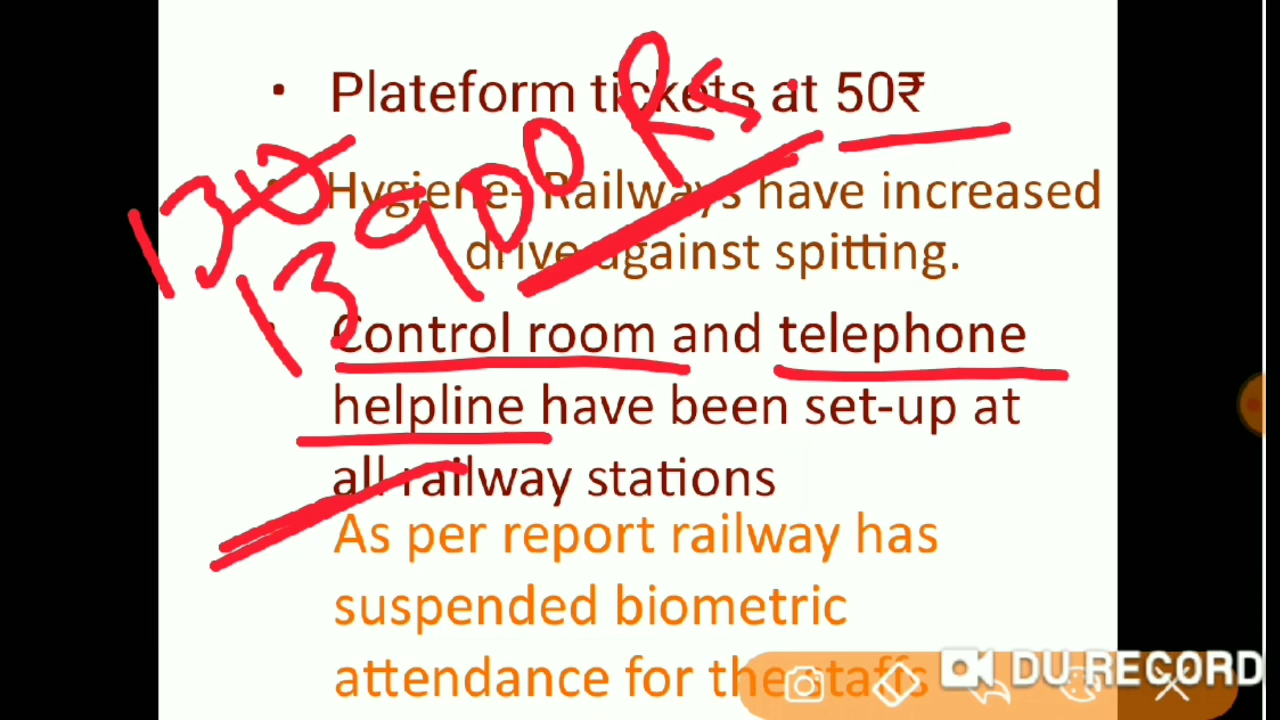 • Plateform tickets at 50₹
Hygiene- Railways have increased
drive against spitting.
Control room and telephone
helpline have been set-up at
all railway stations
As per report railway has
suspended biometric
attendance for the staffs
13900 Rs.
DU RECORD